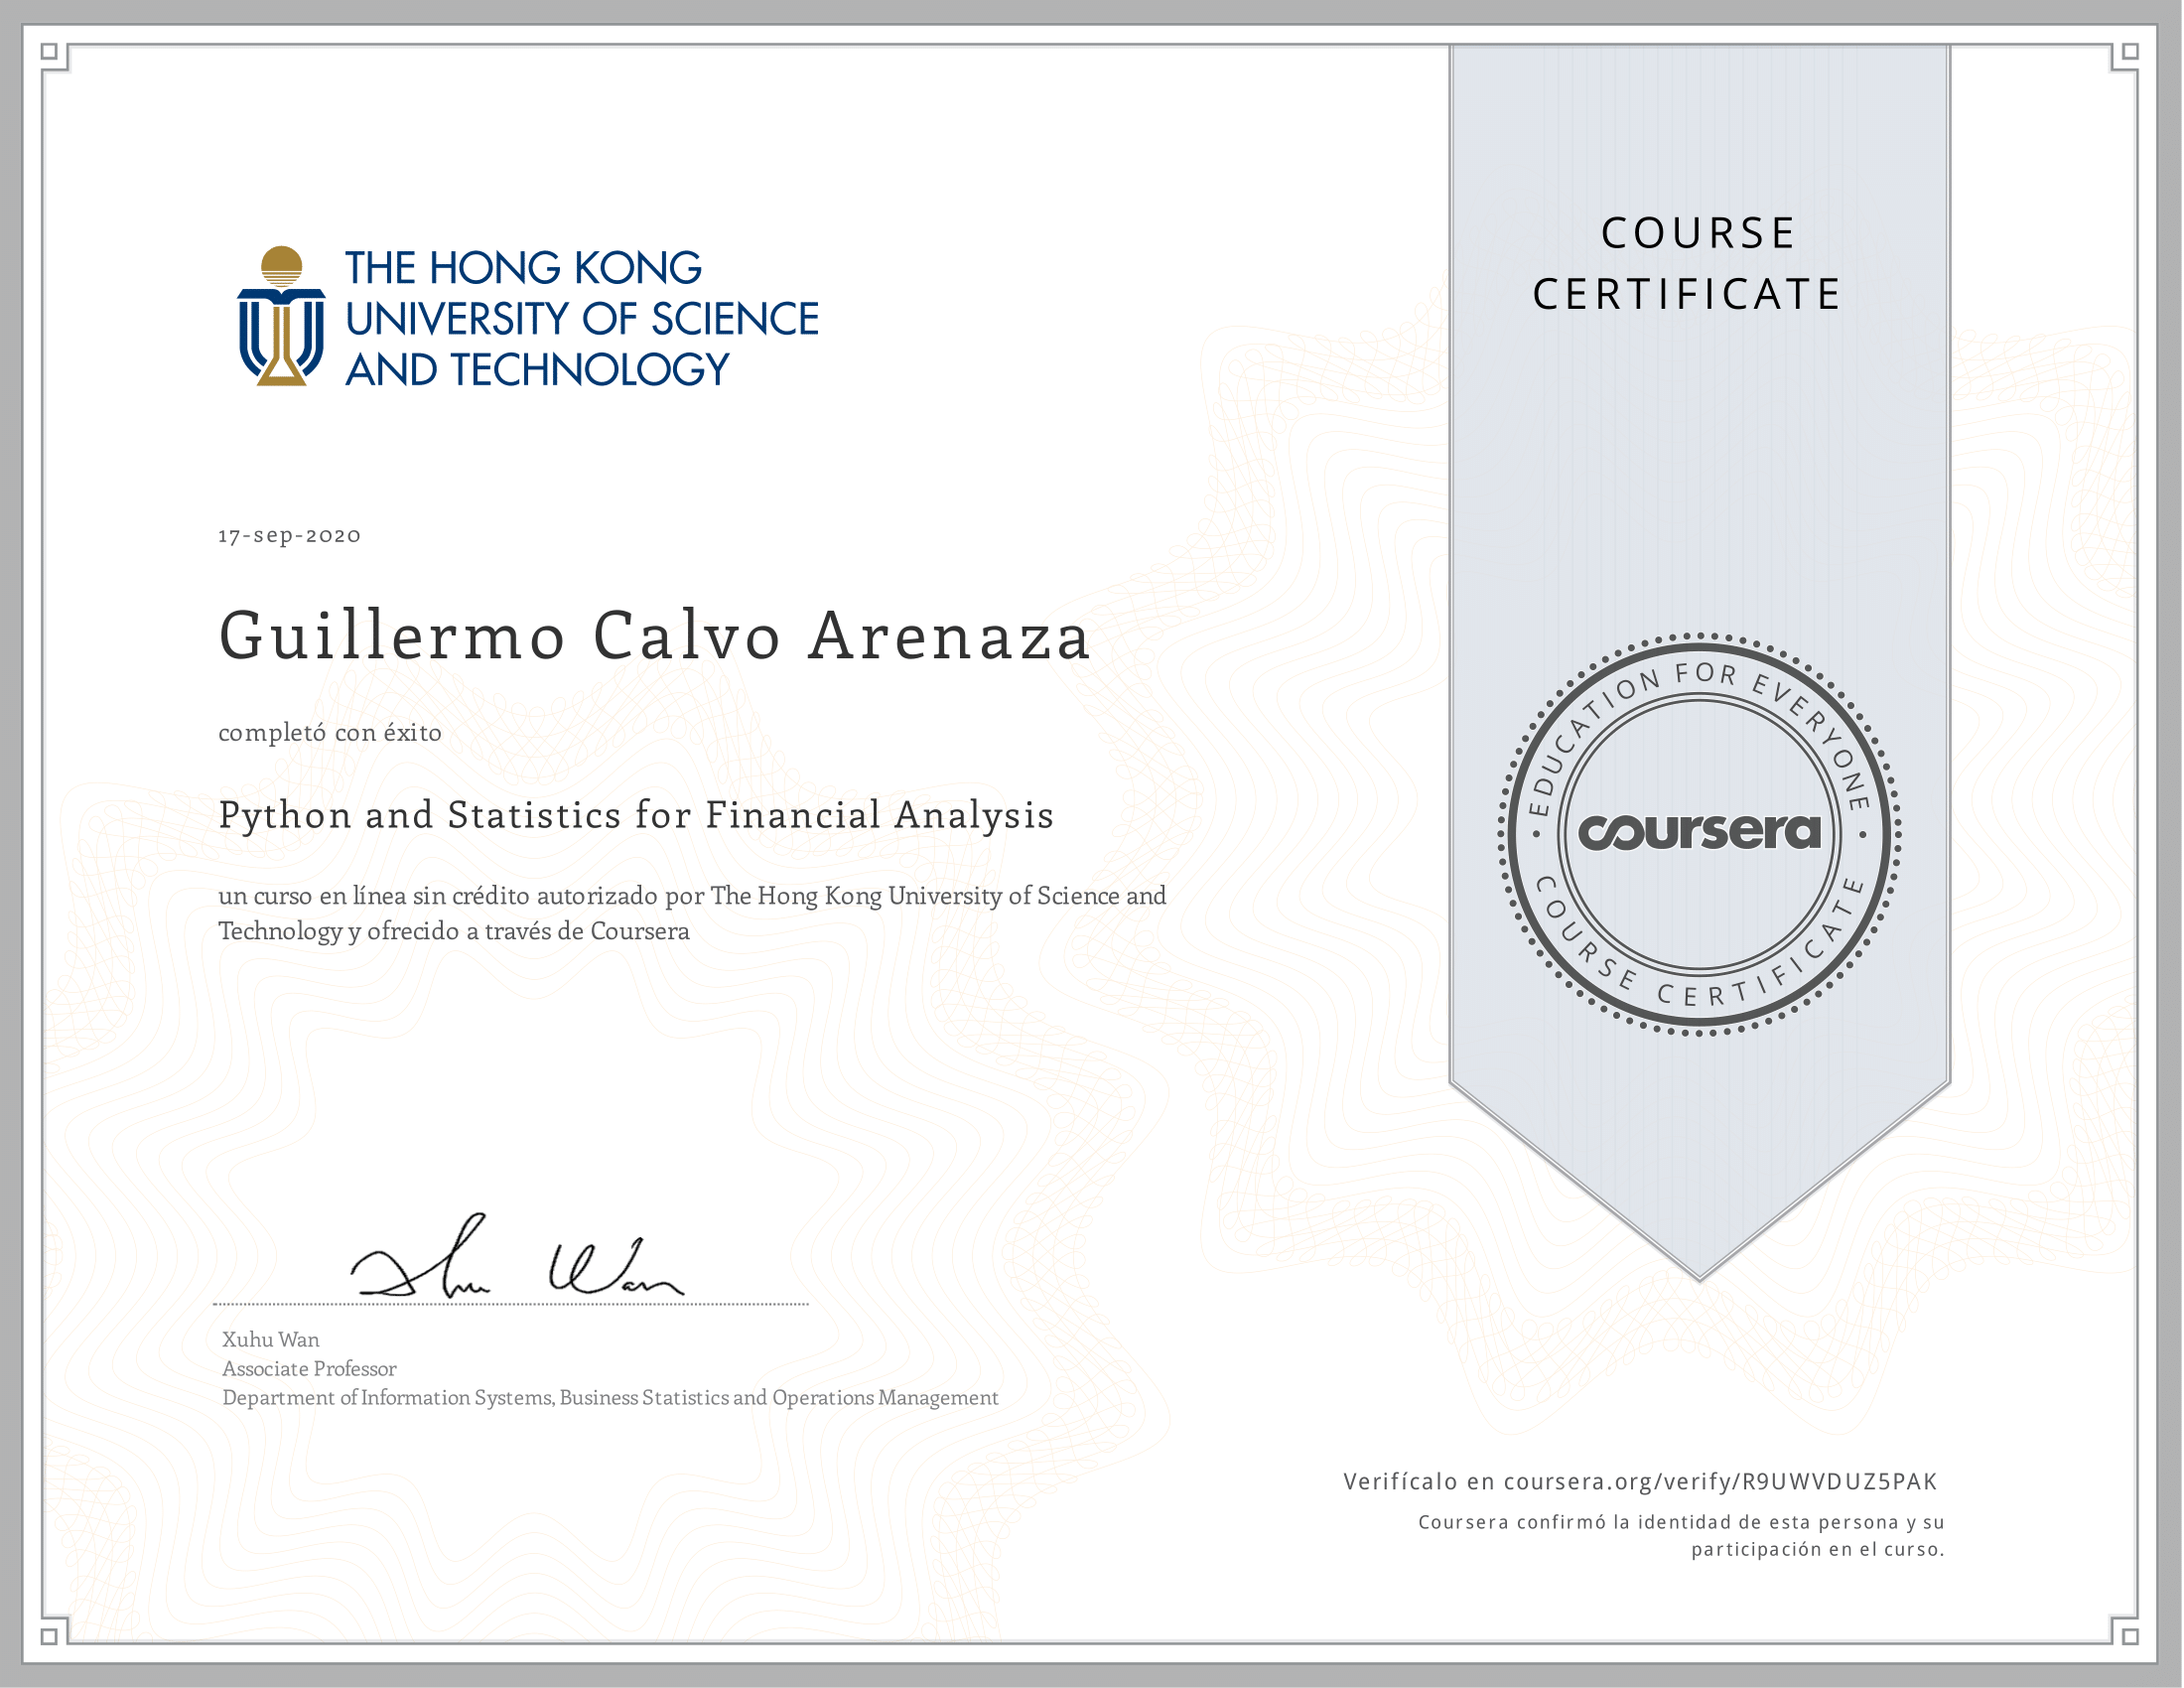 THE HONG KONG
UNIVERSITY OF SCIENCE
AND TECHNOLOGY
COURSE
CERTIFICATE
17-sep-2020
Guillermo Calvo Arenaza
completó con éxito
Python and Statistics for Financial Analysis
un curso en línea sin crédito autorizado por The Hong Kong University of Science and
Technology y ofrecido a través de Coursera
• EDUCATION FOR EVERYONE •
coursera
COURSE CERTIFICATE
Xuhu Wan
Associate Professor
Department of Information Systems, Business Statistics and Operations Management
Verifícalo en coursera.org/verify/R9UWVDUZ5PAK
Coursera confirmó la identidad de esta persona y su
participación en el curso.